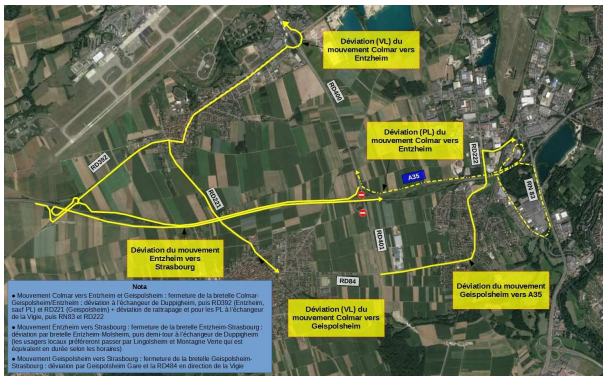 Déviation (VL) du
mouvement Colmar vers
Entzheim
RD400
Déviation (PL) du
mouvement Colmar vers
Entzheim
RD222
RD392
A35
RN 83
RD221
RD401
Déviation du mouvement
Entzheim vers
Strasbourg
RD84
Déviation du mouvement
Geispolsheim vers A35
Déviation (VL) du
mouvement Colmar vers
Geispolsheim
Nota
● Mouvement Colmar vers Entzheim et Geispolsheim : fermeture de la bretelle Colmar-
Geispolsheim/Entzheim : déviation à l'échangeur de Duppigheim, puis RD392 (Entzheim,
sauf PL) et RD221 (Geispolsheim) + déviation de rattrapage et pour les PL à l'échangeur
de la Vigie, puis RN83 et RD222
● Mouvement Entzheim vers Strasbourg : fermeture de la bretelle Entzheim-Strasbourg :
déviation par bretelle Entzheim-Molsheim, puis demi-tour à l'échangeur de Duppigheim
(les usagers locaux préféreront passer par Lingolsheim et Montagne Verte qui est
équivalent en durée selon les horaires)
● Mouvement Geispolsheim vers Strasbourg : fermeture de la bretelle Geispolsheim-
Strasbourg : déviation par Geispolsheim Gare et la RD484 en direction de la Vigie